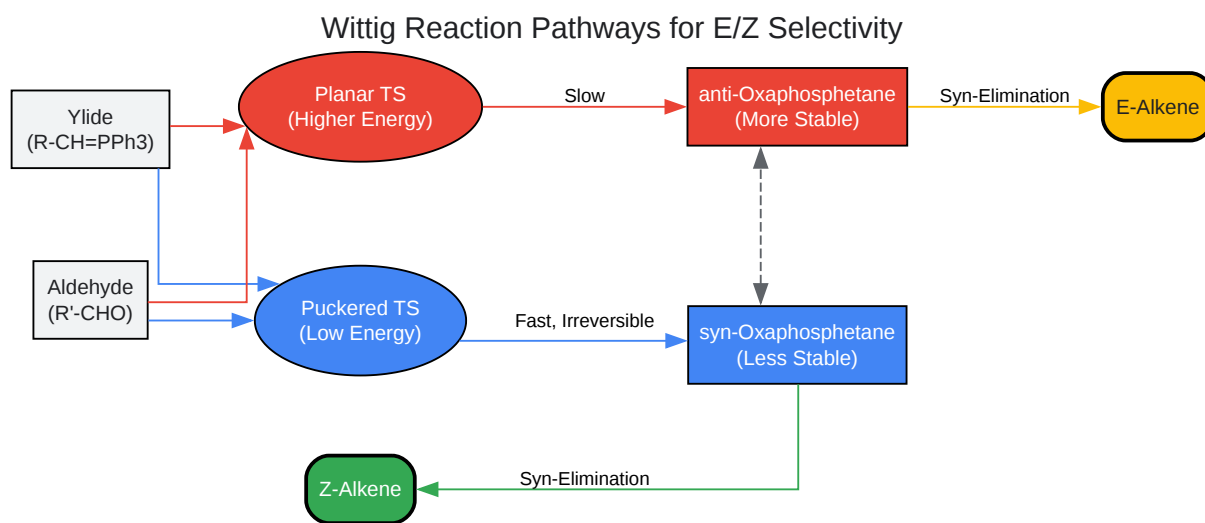 Wittig Reaction Pathways for E/Z Selectivity
Ylide
(R-CH=PPh3)
Planar TS
(Higher Energy)
Slow
anti-Oxaphosphetane
(More Stable)
Syn-Elimination
E-Alkene
Aldehyde
(R'-CHO)
Puckered TS
(Low Energy)
Fast, Irreversible
syn-Oxaphosphetane
(Less Stable)
Z-Alkene
Syn-Elimination